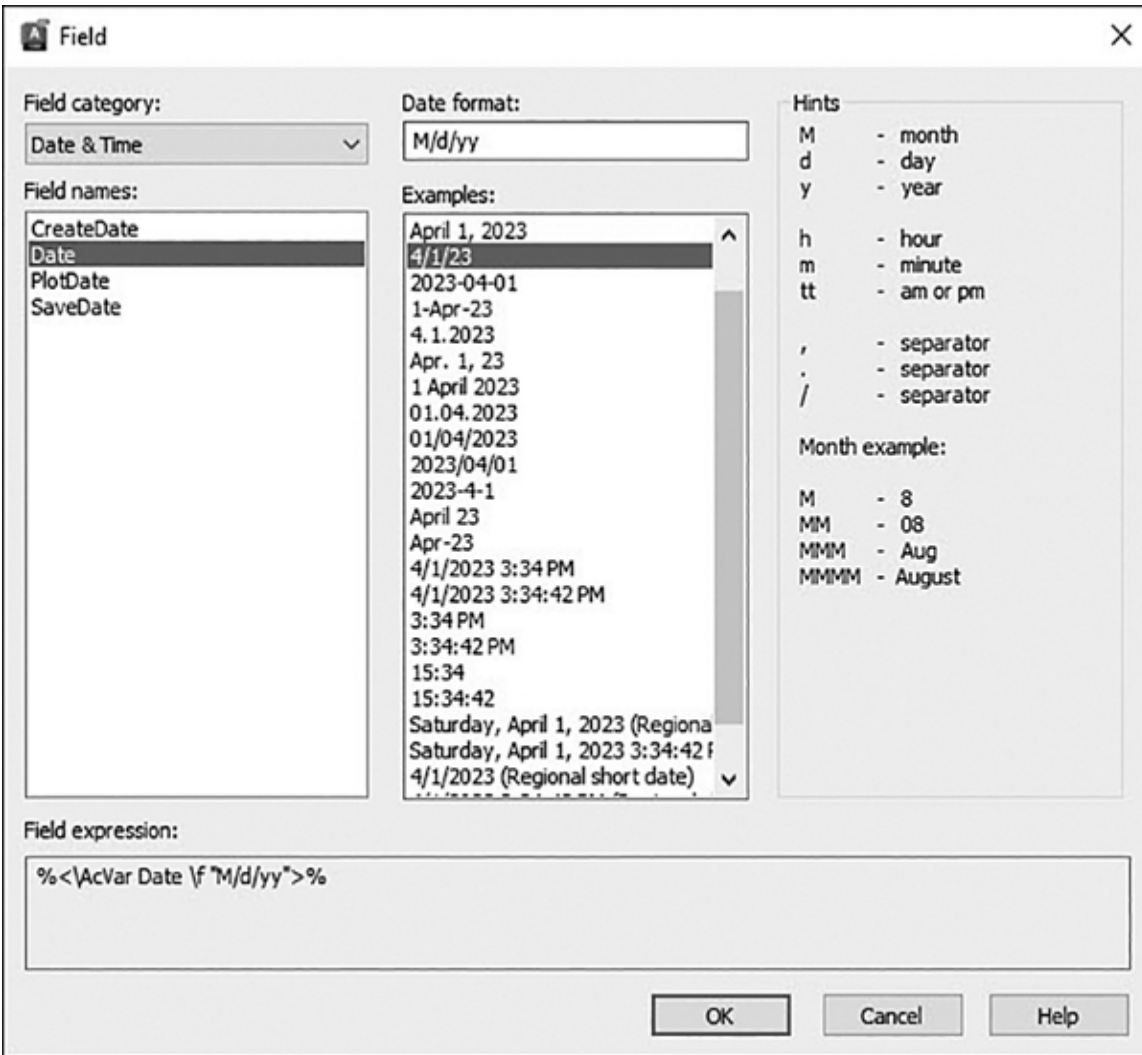 Field
Field category:
Date & Time
Field names:
CreateDate
Date
PlotDate
SaveDate
Date format:
M/d/yy
Examples:
April 1, 2023
4/1/23
2023-04-01
1-Apr-23
4.1.2023
Apr. 1, 23
1 April 2023
01.04.2023
01/04/2023
2023/04/01
2023-4-1
April 23
Apr-23
4/1/2023 3:34 PM
4/1/2023 3:34:42 PM
3:34 PM
3:34:42 PM
15:34
15:34:42
Saturday, April 1, 2023 (Regiona
Saturday, April 1, 2023 3:34:42 P
4/1/2023 (Regional short date)
Hints
M - month
d - day
y - year
h - hour
m - minute
tt - am or pm
, - separator
. - separator
/ - separator
Month example:
M - 8
MM - 08
MMM - Aug
MMMM - August
Field expression:
%<\AcVar Date \f "M/d/yy">%
OK
Cancel
Help